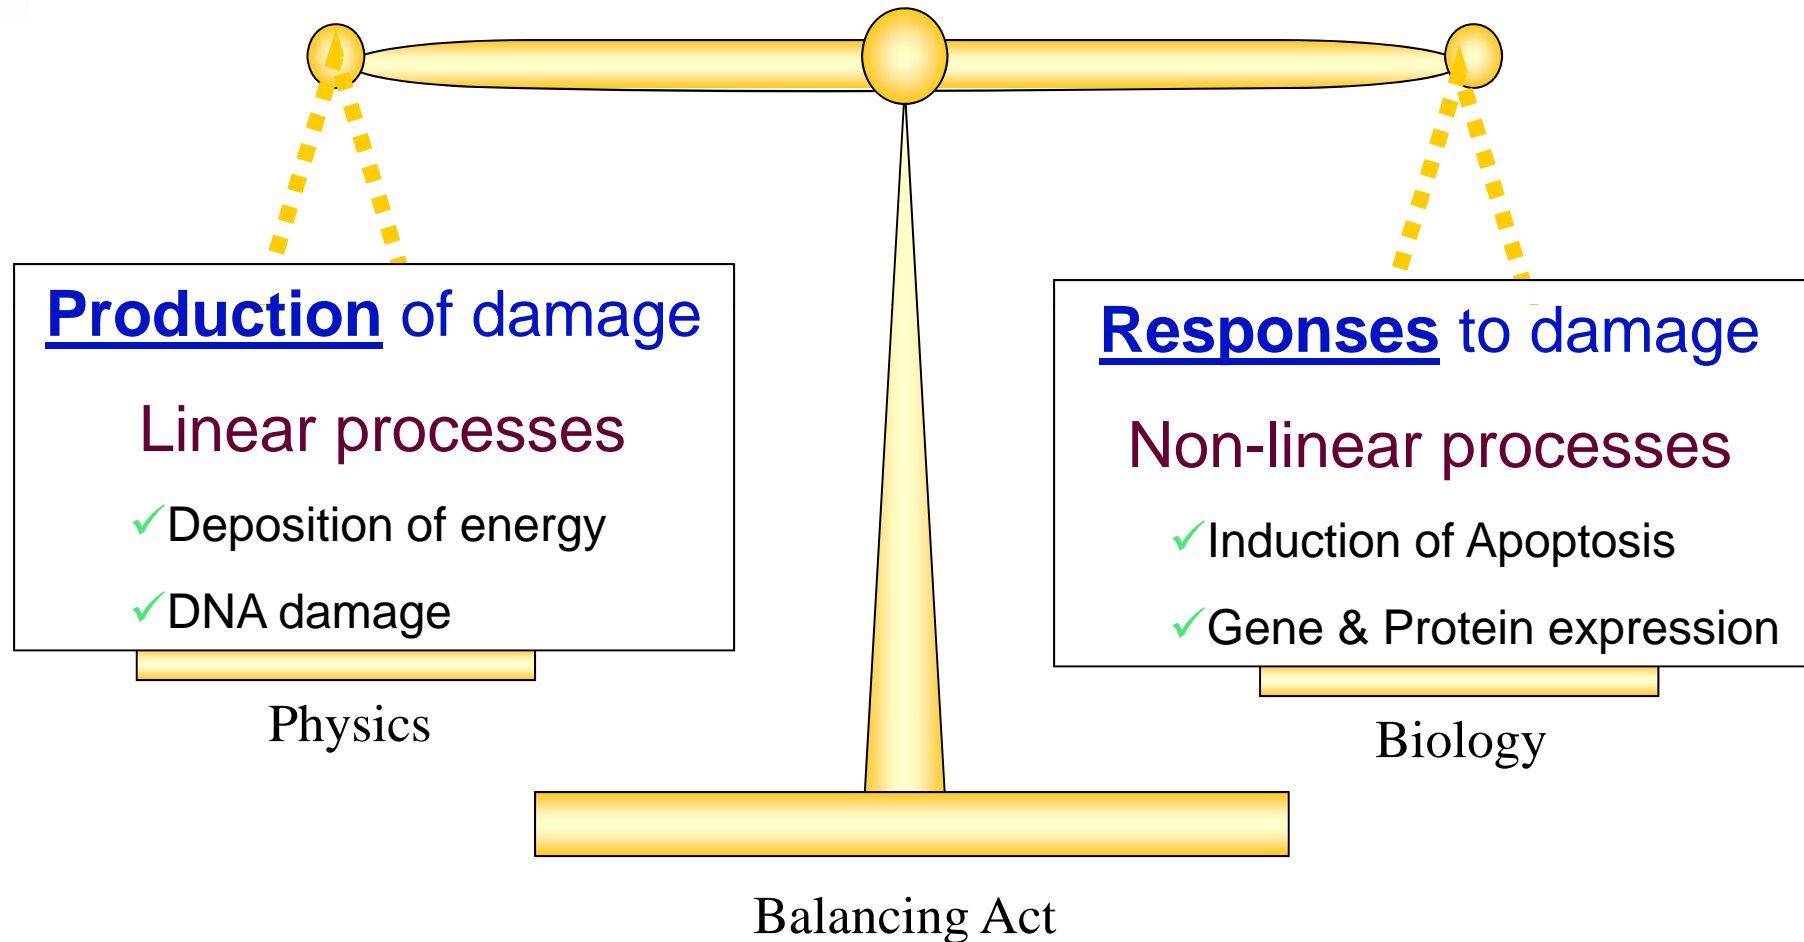 Production of damage
Linear processes
✓Deposition of energy
✓DNA damage
Physics
Responses to damage
Non-linear processes
✓Induction of Apoptosis
✓Gene & Protein expression
Biology
Balancing Act